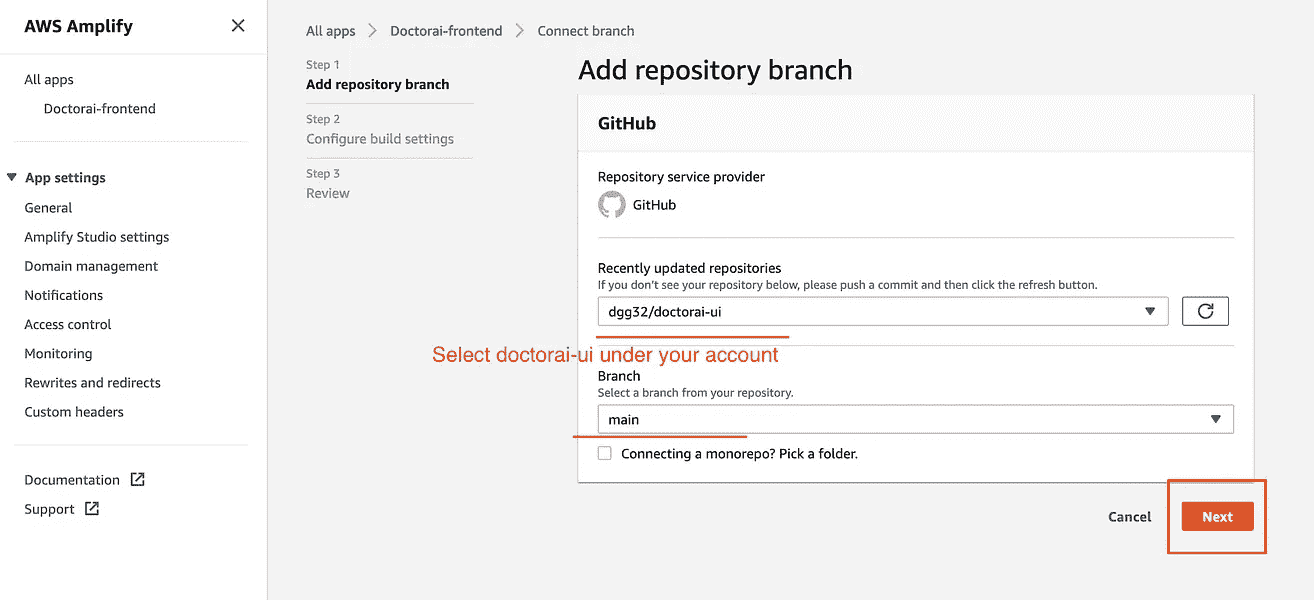 AWS Amplify
All apps
Doctorai-frontend
App settings
General
Amplify Studio settings
Domain management
Notifications
Access control
Monitoring
Rewrites and redirects
Custom headers
Documentation
Support
All apps
Doctorai-frontend
Connect branch
Step 1
Add repository branch
Step 2
Configure build settings
Step 3
Review
Add repository branch
GitHub
Repository service provider
GitHub
Recently updated repositories
If you don't see your repository below, please push a commit and then click the refresh button.
dgg32/doctorai-ui
Select doctorai-ui under your account
Branch
Select a branch from your repository.
main
Connecting a monorepo? Pick a folder.
Cancel
Next